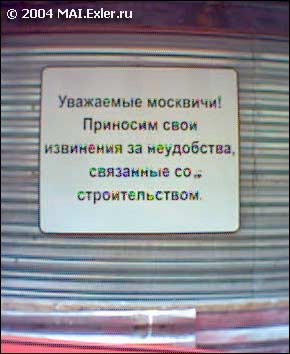 © 2004 MAI.Exler.ru
Уважаемые москвичи!
Приносим свои
извинения за неудобства,
связанные со
строительством.